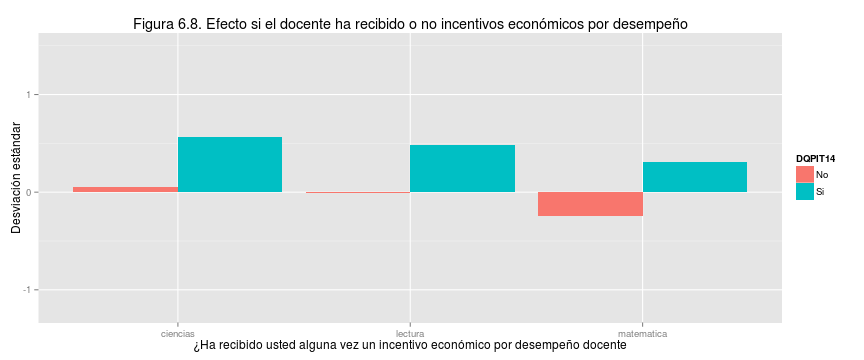 Figura 6.8. Efecto si el docente ha recibido o no incentivos económicos por desempeño
Desviación estándar
1
0
-1
ciencias
lectura
matematica
¿Ha recibido usted alguna vez un incentivo económico por desempeño docente
DQPIT14
No
Si